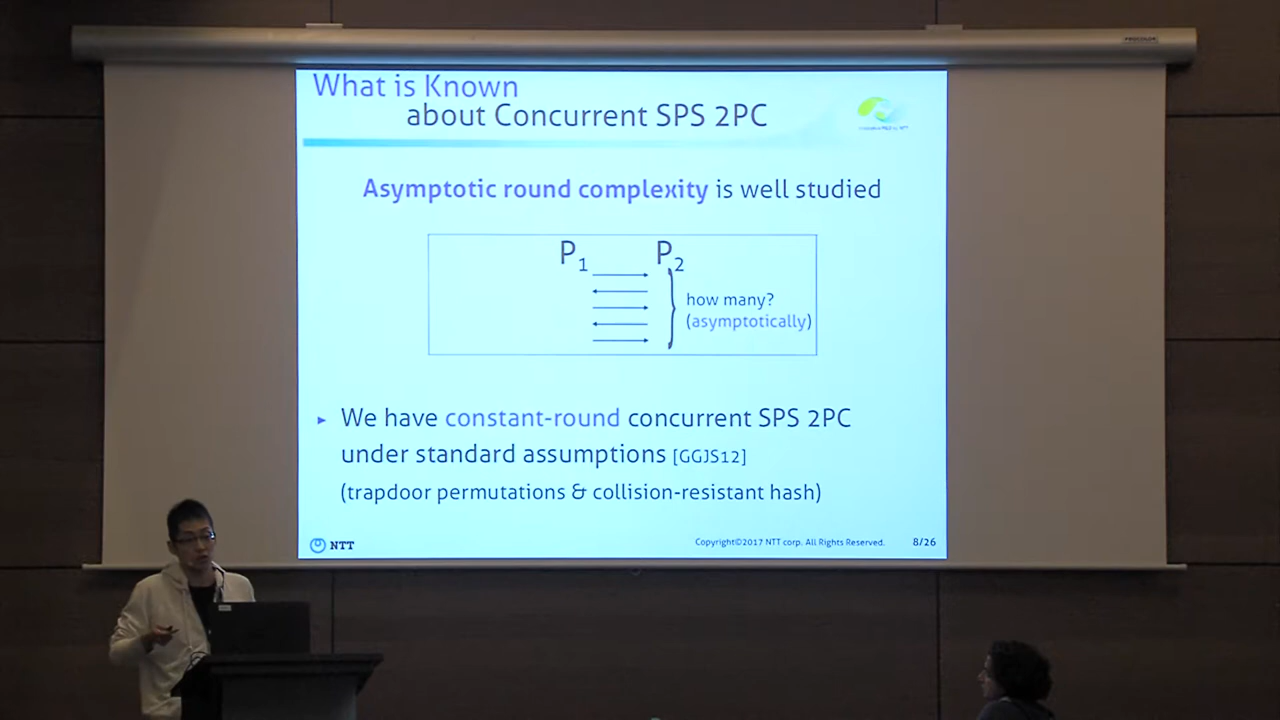 What is Known
about Concurrent SPS 2PC
Asymptotic round complexity is well studied
P1 P2
how many?
(asymptotically)
▸ We have constant-round concurrent SPS 2PC
under standard assumptions [GGJS12]
(trapdoor permutations & collision-resistant hash)
NTT
Copyright©2017 NTT corp. All Rights Reserved.
8/26